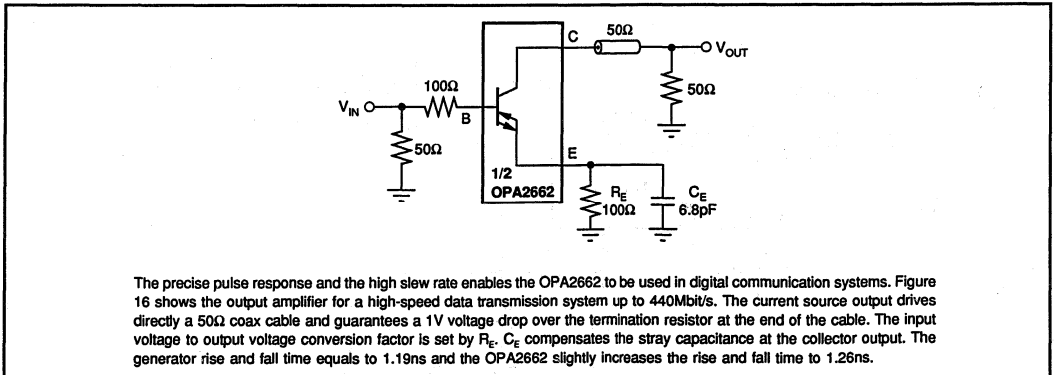 50Ω
C
V_OUT
100Ω
50Ω
V_IN
B
50Ω
E
1/2
OPA2662
R_E
100Ω
C_E
6.8pF
The precise pulse response and the high slew rate enables the OPA2662 to be used in digital communication systems. Figure
16 shows the output amplifier for a high-speed data transmission system up to 440Mbit/s. The current source output drives
directly a 50Ω coax cable and guarantees a 1V voltage drop over the termination resistor at the end of the cable. The input
voltage to output voltage conversion factor is set by R_E. C_E compensates the stray capacitance at the collector output. The
generator rise and fall time equals to 1.19ns and the OPA2662 slightly increases the rise and fall time to 1.26ns.